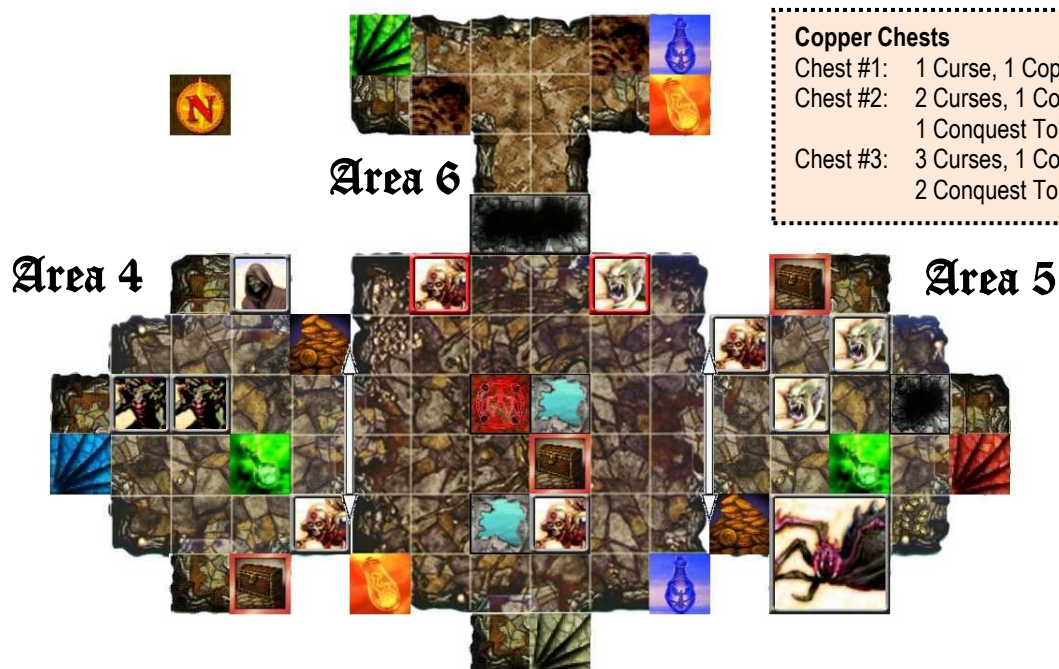 Copper Chests
Chest #1: 1 Curse, 1 Cop
Chest #2: 2 Curses, 1 Co
1 Conquest To
Chest #3: 3 Curses, 1 Co
2 Conquest To
N
Area 6
Area 4
Area 5